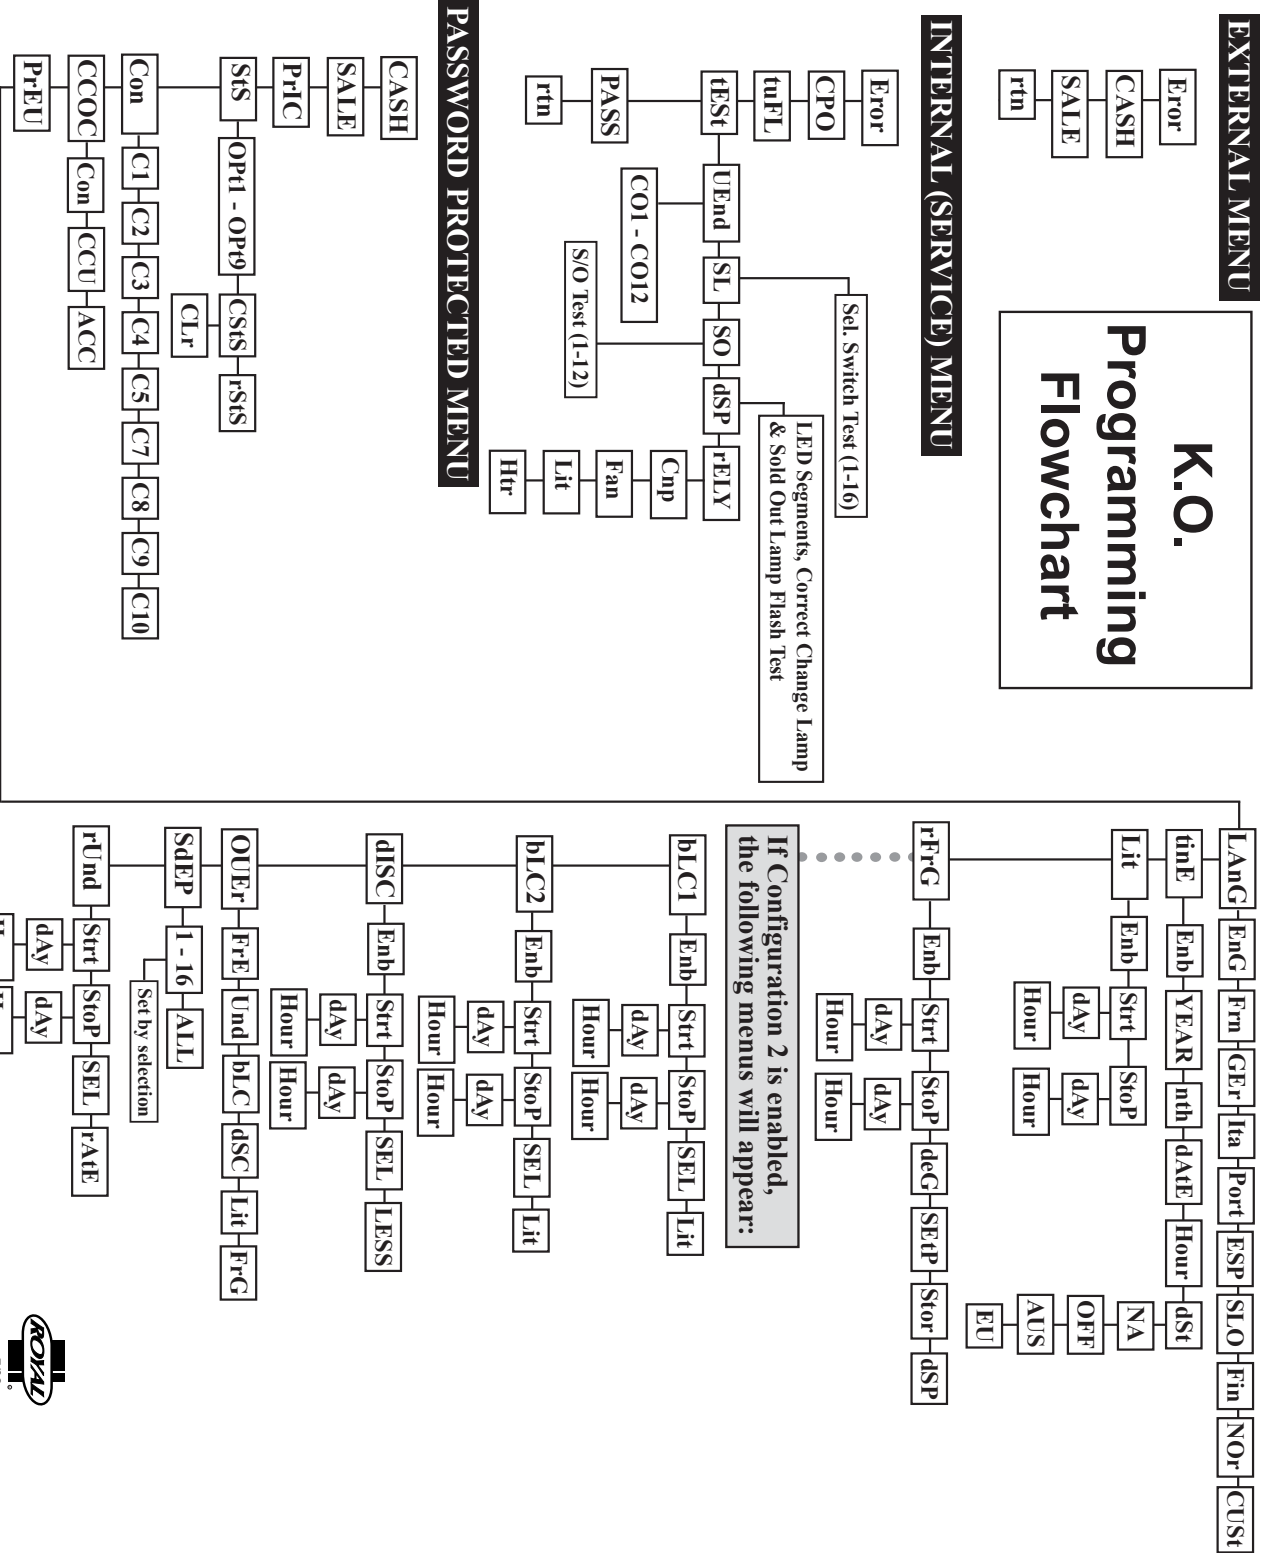 EXTERNAL MENU
Eror
CASH
SALE
rtn
K.O.
Programming
Flowchart
INTERNAL (SERVICE) MENU
Eror
CPO
tuFL
tESt
UEnd
SL
SO
dSP
rELY
PASS
rtn
CO1 - CO12
Sel. Switch Test (1-16)
S/O Test (1-12)
LED Segments, Correct Change Lamp
& Sold Out Lamp Flash Test
Cnp
Fan
Lit
Htr
PASSWORD PROTECTED MENU
CASH
SALE
PrIC
StS
OPt1 - OPt9
CStS
rStS
CLr
Con
C1
C2
C3
C4
C5
C7
C8
C9
C10
CCOC
Con
CCU
ACC
PrEU
LAnG
EnG
Frn
GEr
Ita
Port
ESP
SLO
Fin
NOr
CUSt
tinE
Enb
YEAR
nth
dAtE
Hour
dSt
NA
OFF
AUS
EU
Lit
Enb
Strt
StoP
dAy
dAy
Hour
Hour
rFrG
Enb
Strt
StoP
deG
SEtP
Stor
dSP
dAy
dAy
Hour
Hour
If Configuration 2 is enabled,
the following menus will appear:
bLC1
Enb
Strt
StoP
SEL
Lit
dAy
dAy
Hour
Hour
bLC2
Enb
Strt
StoP
SEL
Lit
dAy
dAy
Hour
Hour
dISC
Enb
Strt
StoP
SEL
LESS
dAy
dAy
Hour
Hour
OUEr
FrE
Und
bLC
dSC
Lit
FrG
SdEP
1 - 16
ALL
Set by selection
rUnd
Strt
StoP
SEL
rAtE
dAy
dAy
ROYAL